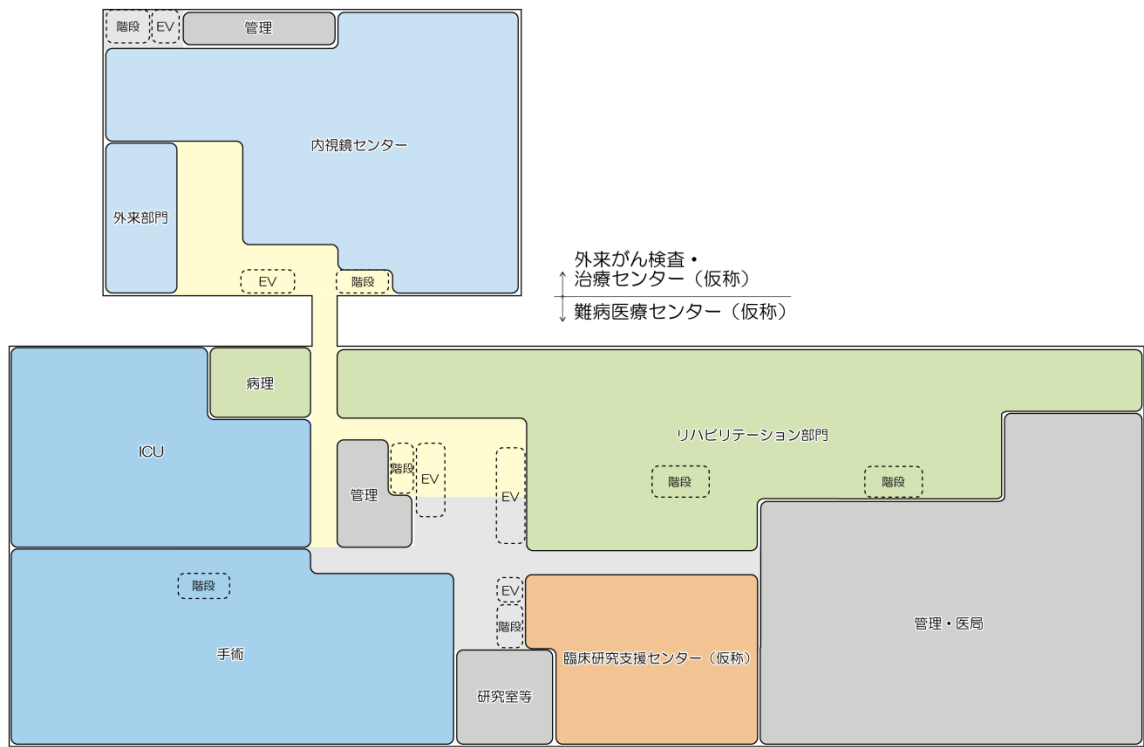 階段
EV
管理
内視鏡センター
外来部門
EV
階段
外来がん検査・
治療センター（仮称）
難病医療センター（仮称）
病理
ICU
リハビリテーション部門
階段
EV
EV
管理
階段
階段
階段
EV
階段
手術
研究室等
臨床研究支援センター（仮称）
管理・医局